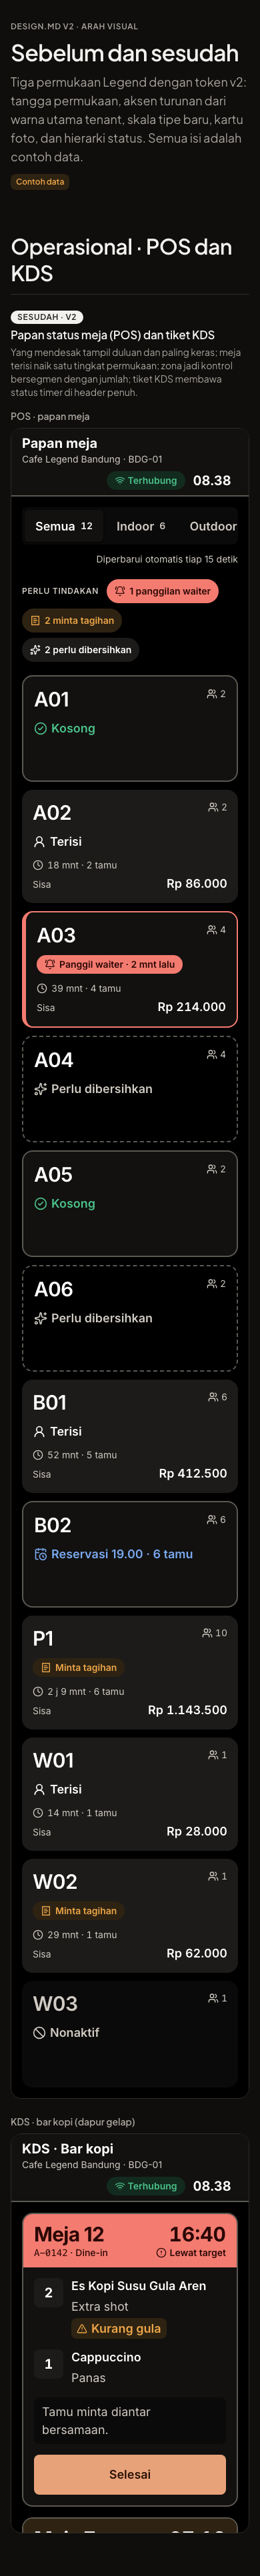 DESIGN.MD V2 · ARAH VISUAL
Sebelum dan sesudah
Tiga permukaan Legend dengan token v2:
tangga permukaan, aksen turunan dari
warna utama tenant, skala tipe baru, kartu
foto, dan hierarki status. Semua isi adalah
contoh data.
Contoh data
Operasional · POS dan
KDS
SESUDAH · V2
Papan status meja (POS) dan tiket KDS
Yang mendesak tampil duluan dan paling keras; meja
terisi naik satu tingkat permukaan; zona jadi kontrol
bersegmen dengan jumlah; tiket KDS membawa
status timer di header penuh.
POS · papan meja
Papan meja
Cafe Legend Bandung · BDG-01
Terhubung 08.38
Semua 12 Indoor 6 Outdoor
Diperbarui otomatis tiap 15 detik
PERLU TINDAKAN 1 panggilan waiter
2 minta tagihan
2 perlu dibersihkan
A01 2
Kosong
A02 2
Terisi
18 mnt · 2 tamu
Sisa Rp 86.000
A03 4
Panggil waiter · 2 mnt lalu
39 mnt · 4 tamu
Sisa Rp 214.000
A04 4
Perlu dibersihkan
A05 2
Kosong
A06 2
Perlu dibersihkan
B01 6
Terisi
52 mnt · 5 tamu
Sisa Rp 412.500
B02 6
Reservasi 19.00 · 6 tamu
P1 10
Minta tagihan
2 j 9 mnt · 6 tamu
Sisa Rp 1.143.500
W01 1
Terisi
14 mnt · 1 tamu
Sisa Rp 28.000
W02 1
Minta tagihan
29 mnt · 1 tamu
Sisa Rp 62.000
W03 1
Nonaktif
KDS · bar kopi (dapur gelap)
KDS · Bar kopi
Cafe Legend Bandung · BDG-01
Terhubung 08.38
Meja 12 16:40
A-0142 · Dine-in Lewat target
2 Es Kopi Susu Gula Aren
Extra shot
Kurang gula
1 Cappuccino
Panas
Tamu minta diantar
bersamaan.
Selesai